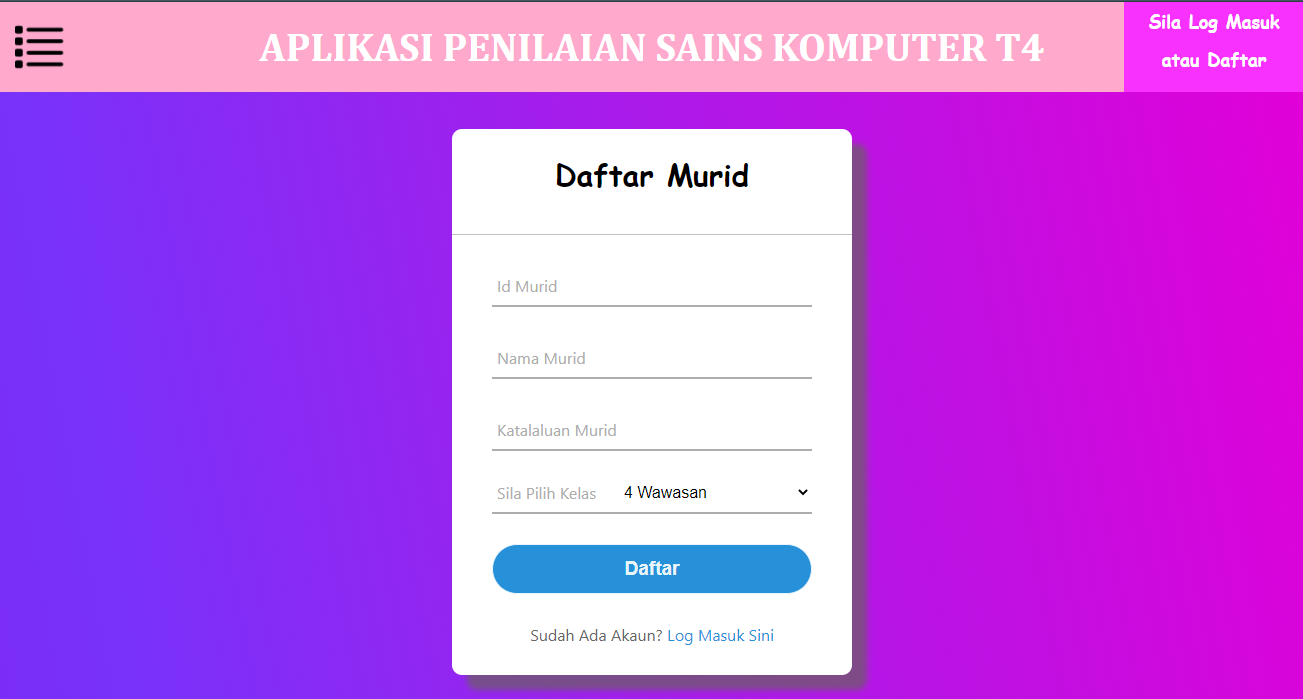 APLIKASI PENILAIAN SAINS KOMPUTER T4
Sila Log Masuk
atau Daftar
Daftar Murid
Id Murid
Nama Murid
Katalaluan Murid
Sila Pilih Kelas 4 Wawasan
Daftar
Sudah Ada Akaun? Log Masuk Sini